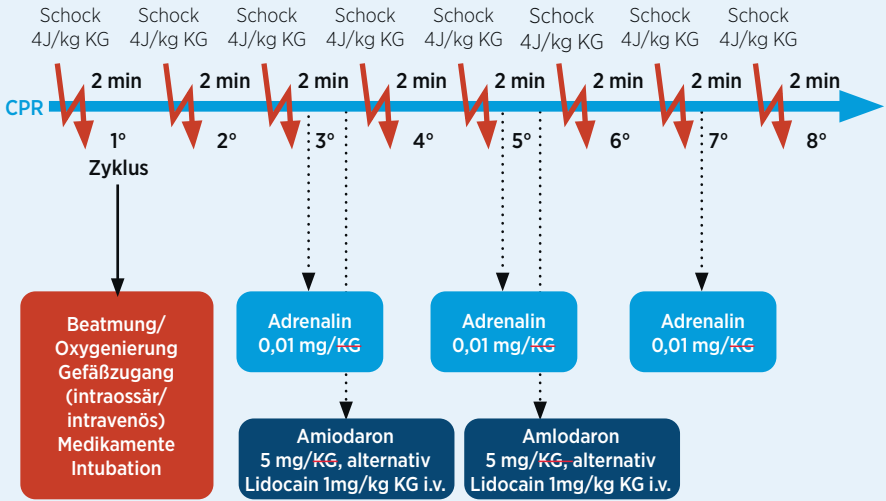 Schock
4J/kg KG
Schock
4J/kg KG
Schock
4J/kg KG
Schock
4J/kg KG
Schock
4J/kg KG
Schock
4J/kg KG
Schock
4J/kg KG
Schock
4J/kg KG
2 min
2 min
2 min
2 min
2 min
2 min
2 min
2 min
CPR
1°
Zyklus
2°
3°
4°
5°
6°
7°
8°
Beatmung/
Oxygenierung
Gefäßzugang
(intraossär/
intravenös)
Medikamente
Intubation
Adrenalin
0,01 mg/KG
Adrenalin
0,01 mg/KG
Adrenalin
0,01 mg/KG
Amiodaron
5 mg/KG, alternativ
Lidocain 1mg/kg KG i.v.
Amlodaron
5 mg/KG, alternativ
Lidocain 1mg/kg KG i.v.